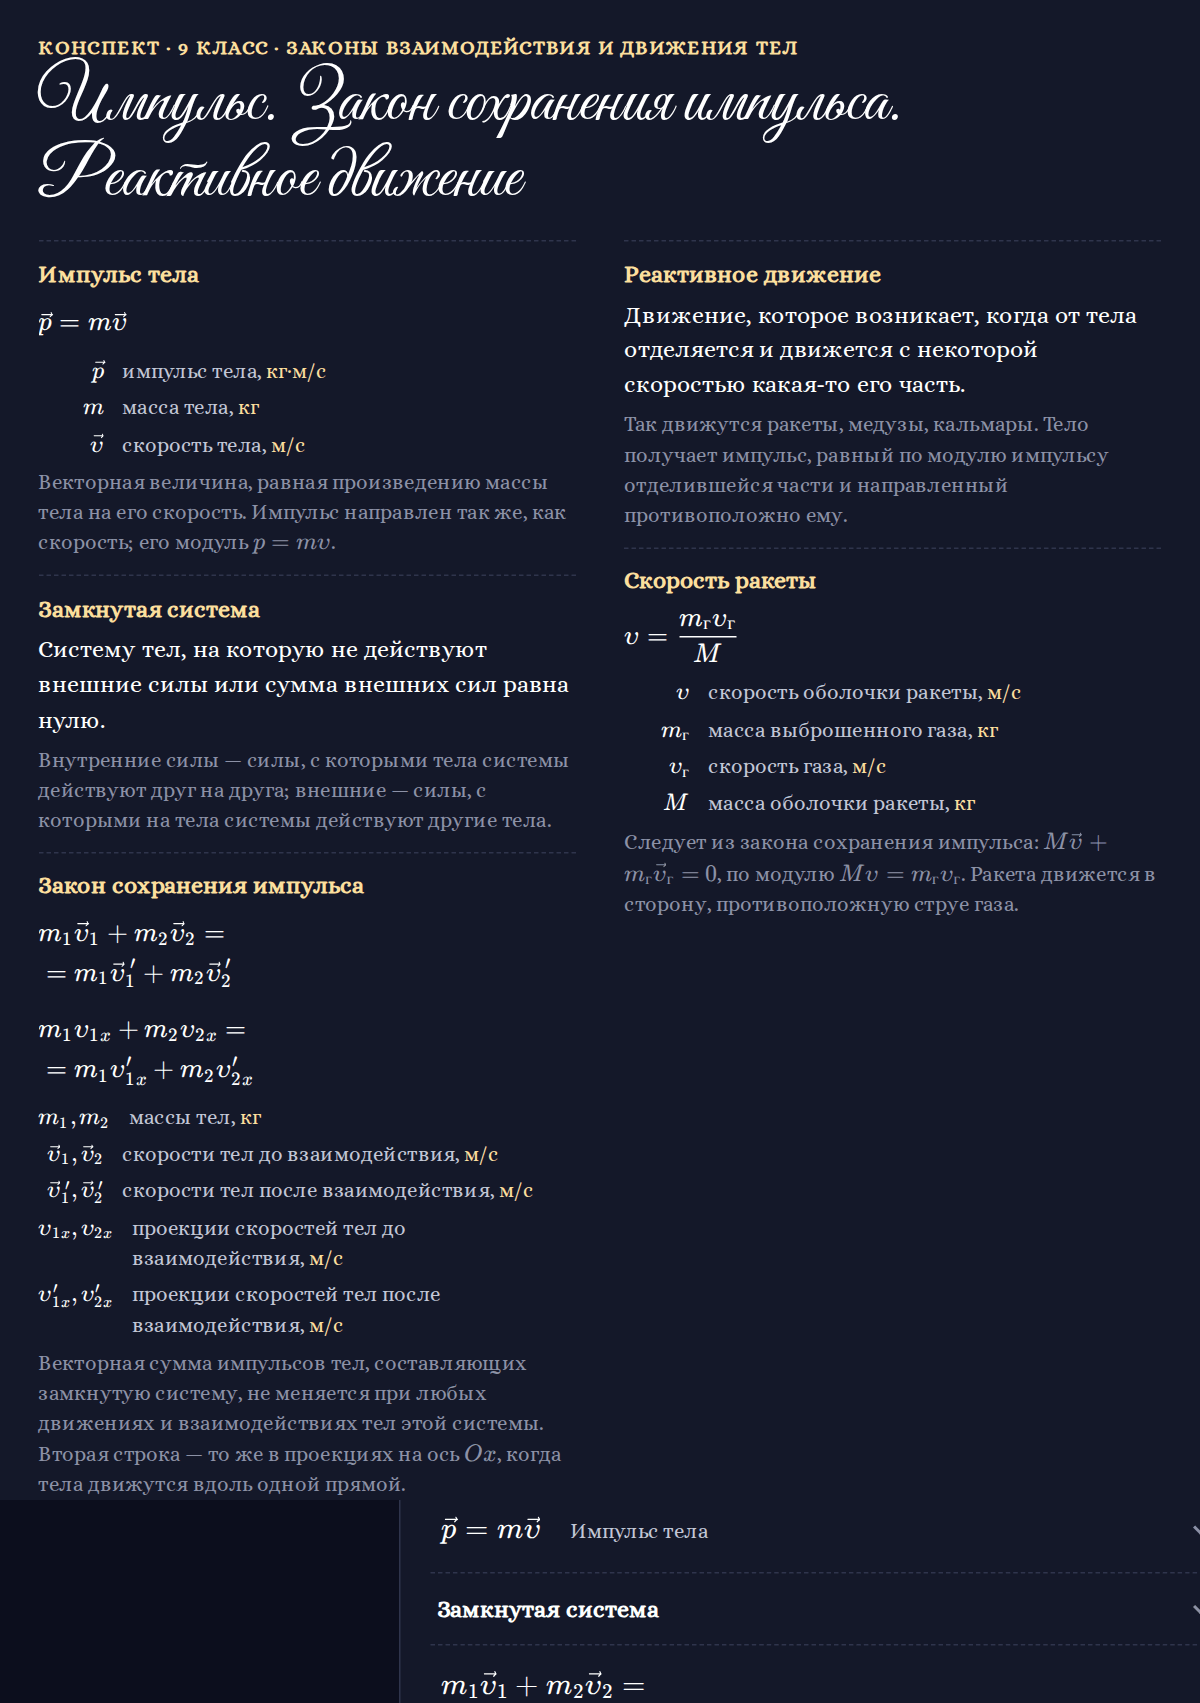 КОНСПЕКТ · 9 КЛАСС · ЗАКОНЫ ВЗАИМОДЕЙСТВИЯ И ДВИЖЕНИЯ ТЕЛ
Импульс. Закон сохранения импульса.
Реактивное движение
Импульс тела
p⃗ = mv⃗
p⃗ импульс тела, кг·м/с
m масса тела, кг
v⃗ скорость тела, м/с
Векторная величина, равная произведению массы
тела на его скорость. Импульс направлен так же, как
скорость; его модуль p = mv.
Замкнутая система
Систему тел, на которую не действуют
внешние силы или сумма внешних сил равна
нулю.
Внутренние силы — силы, с которыми тела системы
действуют друг на друга; внешние — силы, с
которыми на тела системы действуют другие тела.
Закон сохранения импульса
m₁v⃗₁ + m₂v⃗₂ =
= m₁v⃗₁′ + m₂v⃗₂′
m₁v₁ₓ + m₂v₂ₓ =
= m₁v′₁ₓ + m₂v′₂ₓ
m₁, m₂ массы тел, кг
v⃗₁, v⃗₂ скорости тел до взаимодействия, м/с
v⃗₁′, v⃗₂′ скорости тел после взаимодействия, м/с
v₁ₓ, v₂ₓ проекции скоростей тел до
взаимодействия, м/с
v′₁ₓ, v′₂ₓ проекции скоростей тел после
взаимодействия, м/с
Векторная сумма импульсов тел, составляющих
замкнутую систему, не меняется при любых
движениях и взаимодействиях тел этой системы.
Вторая строка — то же в проекциях на ось Ox, когда
тела движутся вдоль одной прямой.
Реактивное движение
Движение, которое возникает, когда от тела
отделяется и движется с некоторой
скоростью какая-то его часть.
Так движутся ракеты, медузы, кальмары. Тело
получает импульс, равный по модулю импульсу
отделившейся части и направленный
противоположно ему.
Скорость ракеты
v = mгvг / M
v скорость оболочки ракеты, м/с
mг масса выброшенного газа, кг
vг скорость газа, м/с
M масса оболочки ракеты, кг
Следует из закона сохранения импульса: Mv⃗ +
mгv⃗г = 0, по модулю Mv = mгvг. Ракета движется в
сторону, противоположную струе газа.
p⃗ = mv⃗ Импульс тела
Замкнутая система
m₁v⃗₁ + m₂v⃗₂ =